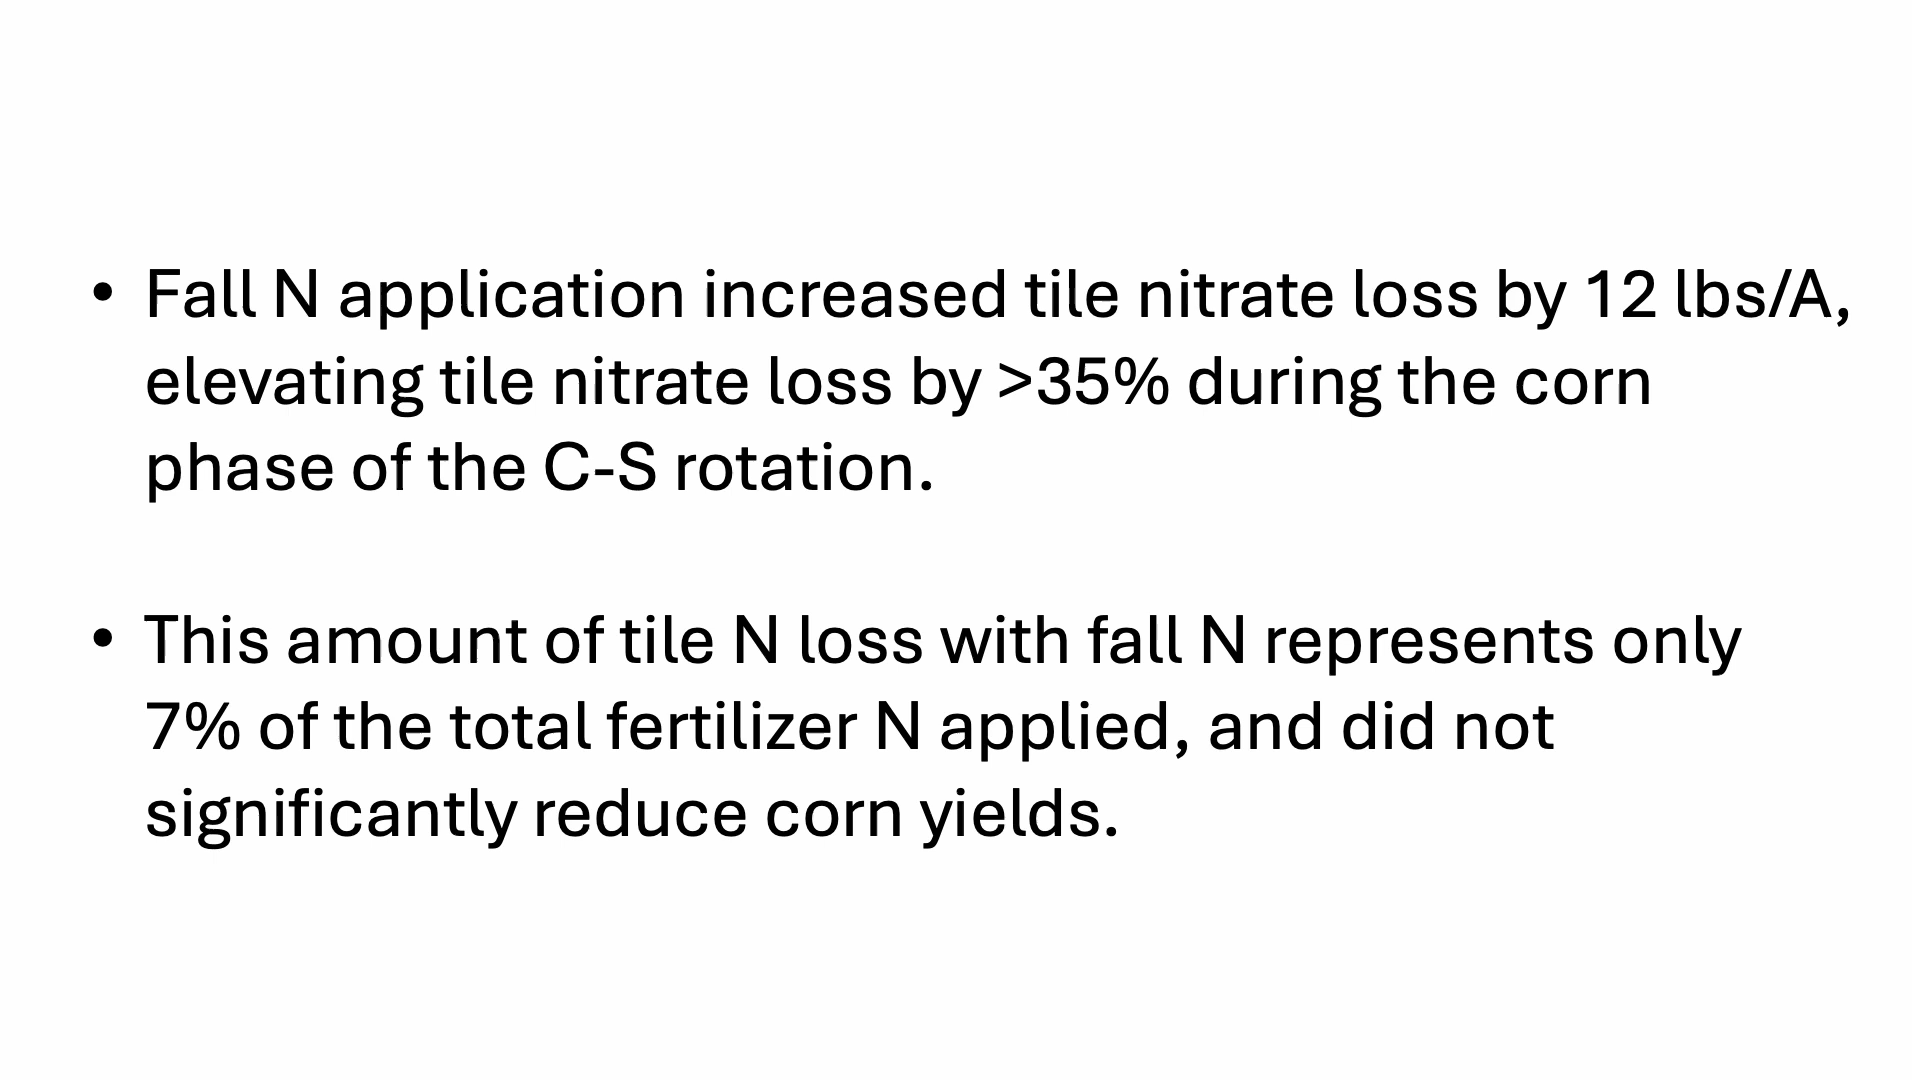 • Fall N application increased tile nitrate loss by 12 lbs/A,
elevating tile nitrate loss by >35% during the corn
phase of the C-S rotation.
• This amount of tile N loss with fall N represents only
7% of the total fertilizer N applied, and did not
significantly reduce corn yields.